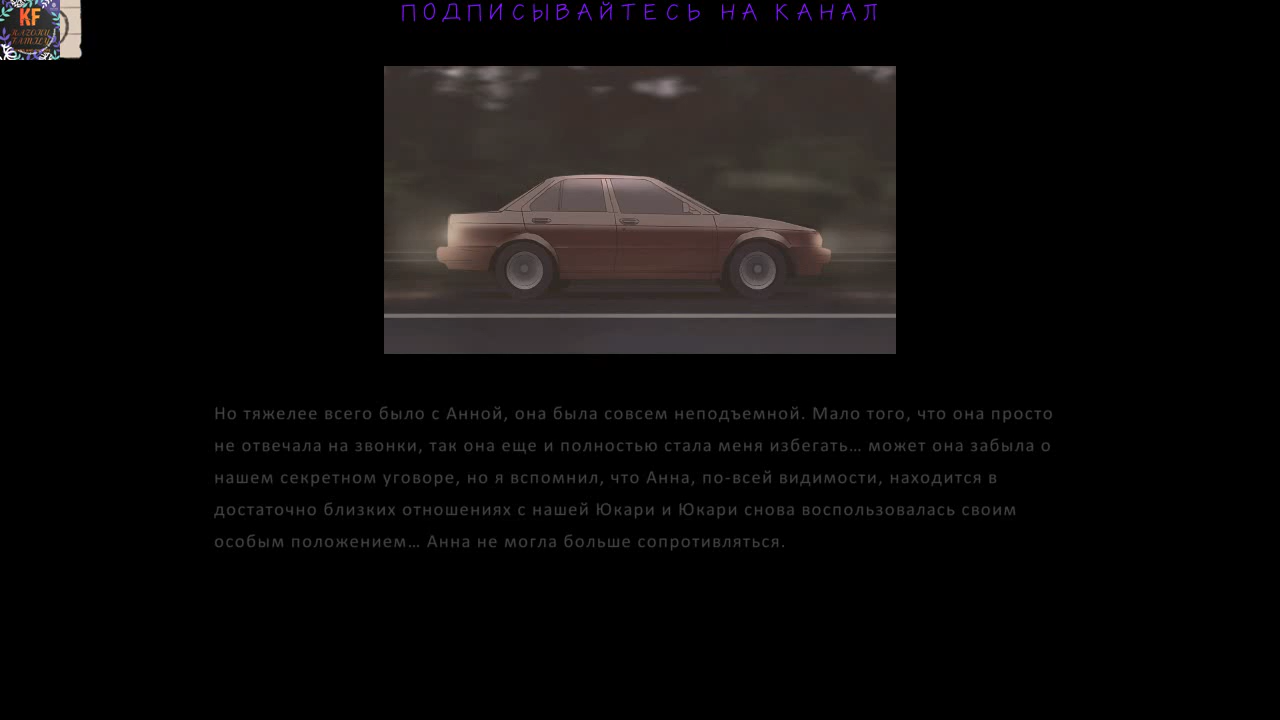 ПОДПИСЫВАЙТЕСЬ НА КАНАЛ
KF
Но тяжелее всего было с Анной, она была совсем неподъемной. Мало того, что она просто
не отвечала на звонки, так она еще и полностью стала меня избегать… может она забыла о
нашем секретном уговоре, но я вспомнил, что Анна, по-всей видимости, находится в
достаточно близких отношениях с нашей Юкари и Юкари снова воспользовалась своим
особым положением… Анна не могла больше сопротивляться.